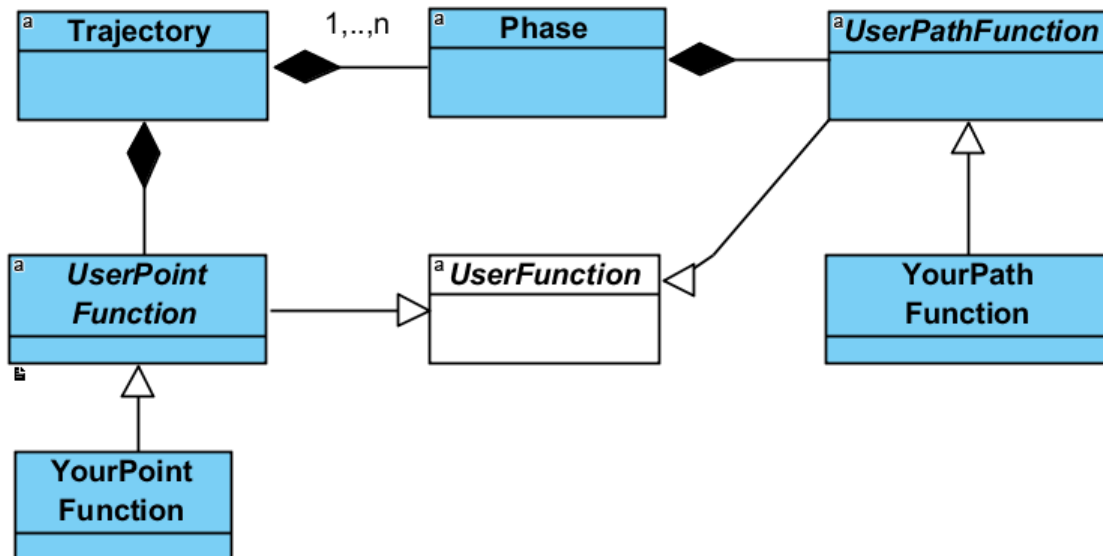 a
Trajectory
1,..,n
a
Phase
a
UserPathFunction
a
UserPoint
Function
a
UserFunction
YourPath
Function
YourPoint
Function